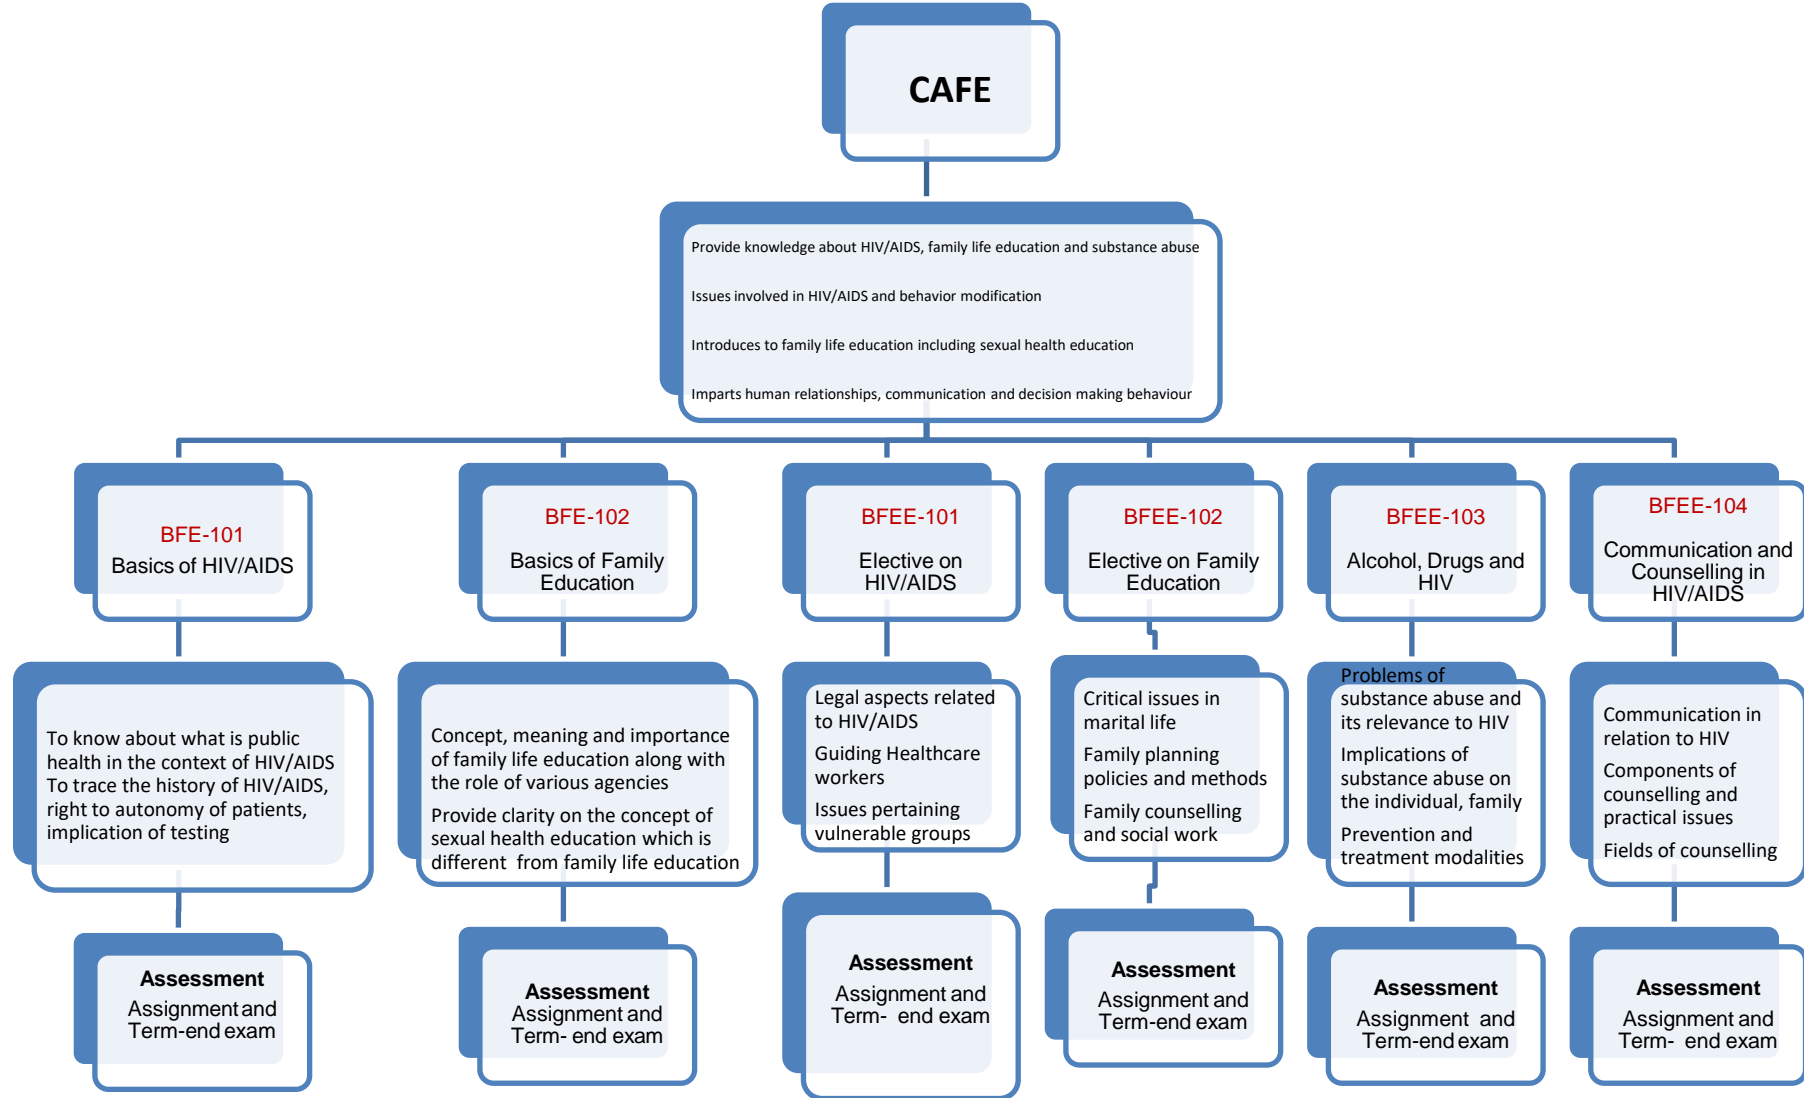 CAFE
Provide knowledge about HIV/AIDS, family life education and substance abuse
Issues involved in HIV/AIDS and behavior modification
Introduces to family life education including sexual health education
Imparts human relationships, communication and decision making behaviour
BFE-101
Basics of HIV/AIDS
BFE-102
Basics of Family
Education
BFEE-101
Elective on
HIV/AIDS
BFEE-102
Elective on Family
Education
BFEE-103
Alcohol, Drugs and
HIV
BFEE-104
Communication and
Counselling in
HIV/AIDS
To know about what is public
health in the context of HIV/AIDS
To trace the history of HIV/AIDS,
right to autonomy of patients,
implication of testing
Concept, meaning and importance
of family life education along with
the role of various agencies
Provide clarity on the concept of
sexual health education which is
different from family life education
Legal aspects related
to HIV/AIDS
Guiding Healthcare
workers
Issues pertaining
vulnerable groups
Critical issues in
marital life
Family planning
policies and methods
Family counselling
and social work
Problems of
substance abuse and
its relevance to HIV
Implications of
substance abuse on
the individual, family
Prevention and
treatment modalities
Communication in
relation to HIV
Components of
counselling and
practical issues
Fields of counselling
Assessment
Assignment and
Term-end exam
Assessment
Assignment and
Term- end exam
Assessment
Assignment and
Term- end exam
Assessment
Assignment and
Term-end exam
Assessment
Assignment and
Term-end exam
Assessment
Assignment and
Term- end exam